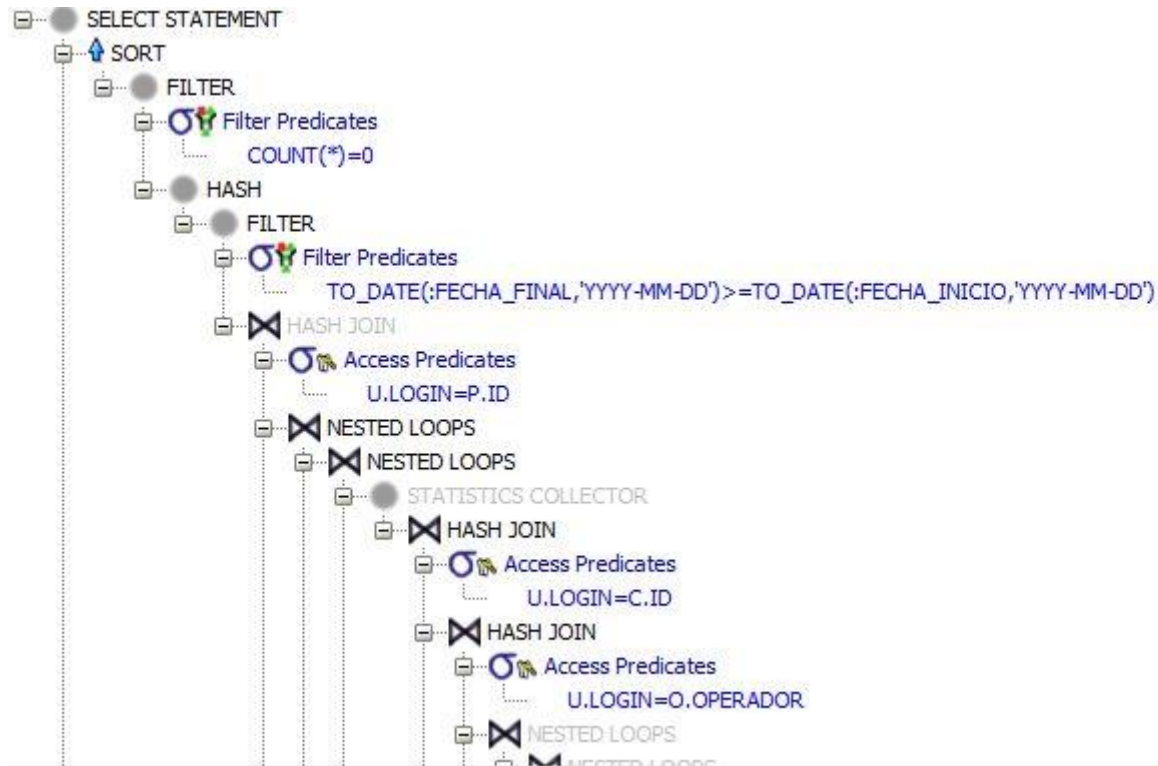 SELECT STATEMENT
SORT
FILTER
Filter Predicates
COUNT(*)=0
HASH
FILTER
Filter Predicates
TO_DATE(:FECHA_FINAL,'YYYY-MM-DD')>=TO_DATE(:FECHA_INICIO,'YYYY-MM-DD')
HASH JOIN
Access Predicates
U.LOGIN=P.ID
NESTED LOOPS
NESTED LOOPS
STATISTICS COLLECTOR
HASH JOIN
Access Predicates
U.LOGIN=C.ID
HASH JOIN
Access Predicates
U.LOGIN=O.OPERADOR
NESTED LOOPS
NESTED LOOPS